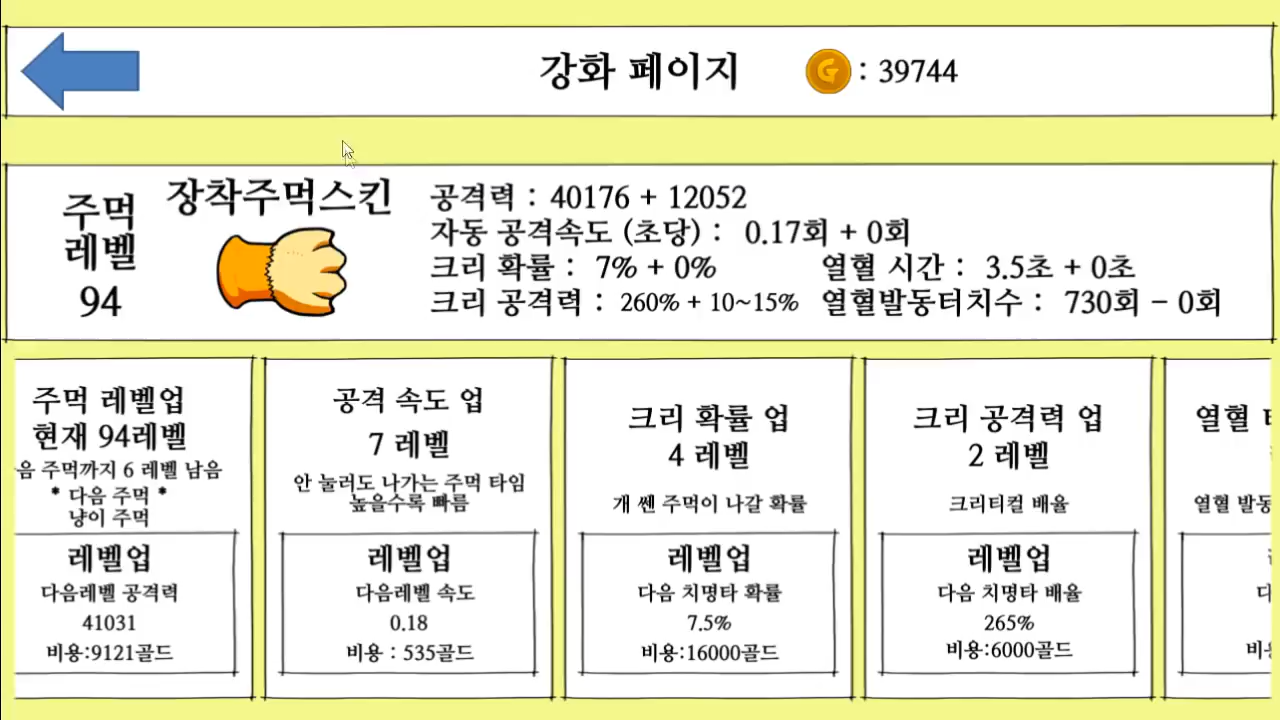 강화 페이지
G : 39744
주먹
레벨
94
장착주먹스킨
공격력 : 40176 + 12052
자동 공격속도 (초당) : 0.17회 + 0회
크리 확률 : 7% + 0%
열혈 시간 : 3.5초 + 0초
크리 공격력 : 260% + 10~15%
열혈발동터치수 : 730회 - 0회
주먹 레벨업
현재 94레벨
음 주먹까지 6 레벨 남음
* 다음 주먹 *
냥이 주먹
레벨업
다음레벨 공격력
41031
비용:9121골드
공격 속도 업
7 레벨
안 눌러도 나가는 주먹 타임
높을수록 빠름
레벨업
다음레벨 속도
0.18
비용 : 535골드
크리 확률 업
4 레벨
개 쎈 주먹이 나갈 확률
레벨업
다음 치명타 확률
7.5%
비용:16000골드
크리 공격력 업
2 레벨
크리티컬 배율
레벨업
다음 치명타 배율
265%
비용:6000골드
열혈
열혈 발동
다
비용